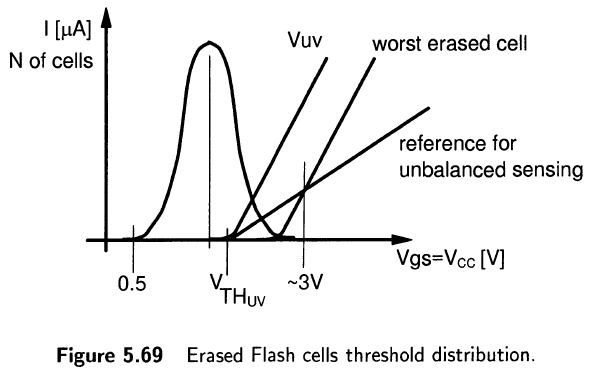 I [μA]
N of cells
Vuv
worst erased cell
reference for
unbalanced sensing
Vgs=VCC [V]
0.5
VTHUV
~3V
Figure 5.69 Erased Flash cells threshold distribution.